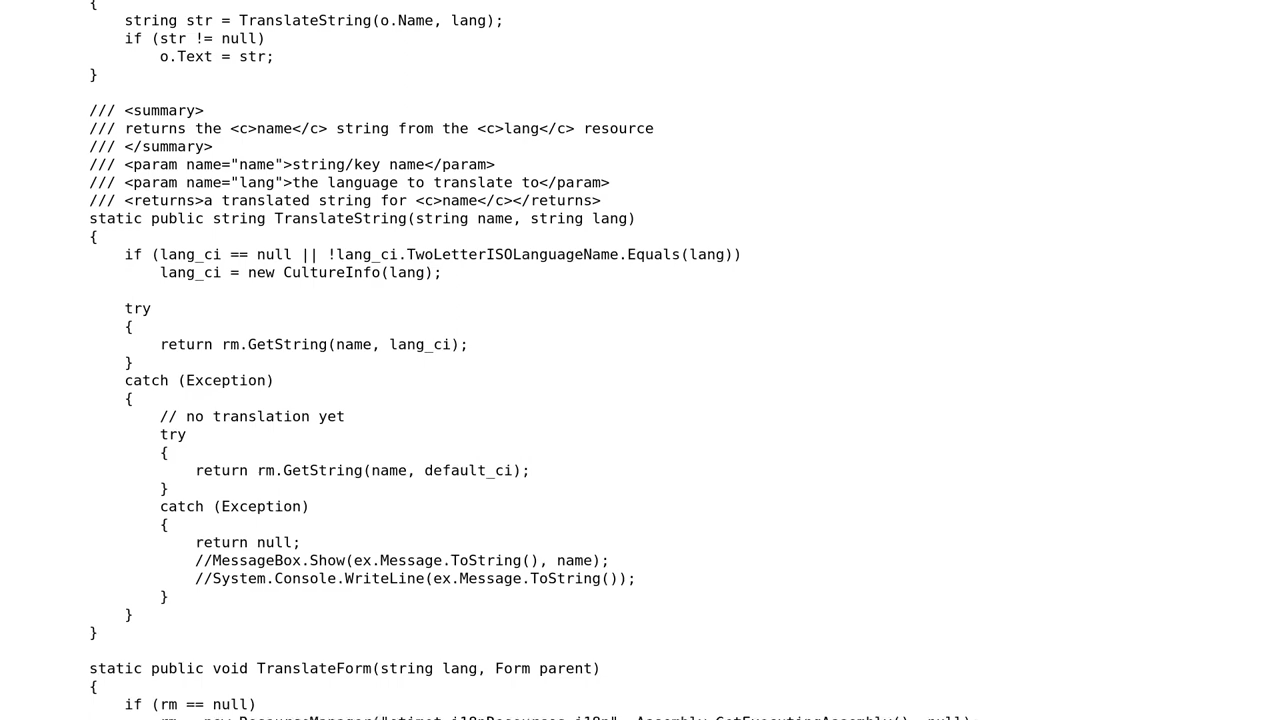 {
    string str = TranslateString(o.Name, lang);
    if (str != null)
        o.Text = str;
}

/// <summary>
/// returns the <c>name</c> string from the <c>lang</c> resource
/// </summary>
/// <param name="name">string/key name</param>
/// <param name="lang">the language to translate to</param>
/// <returns>a translated string for <c>name</c></returns>
static public string TranslateString(string name, string lang)
{
    if (lang_ci == null || !lang_ci.TwoLetterISOLanguageName.Equals(lang))
        lang_ci = new CultureInfo(lang);

    try
    {
        return rm.GetString(name, lang_ci);
    }
    catch (Exception)
    {
        // no translation yet
        try
        {
            return rm.GetString(name, default_ci);
        }
        catch (Exception)
        {
            return null;
            //MessageBox.Show(ex.Message.ToString(), name);
            //System.Console.WriteLine(ex.Message.ToString());
        }
    }
}

static public void TranslateForm(string lang, Form parent)
{
    if (rm == null)